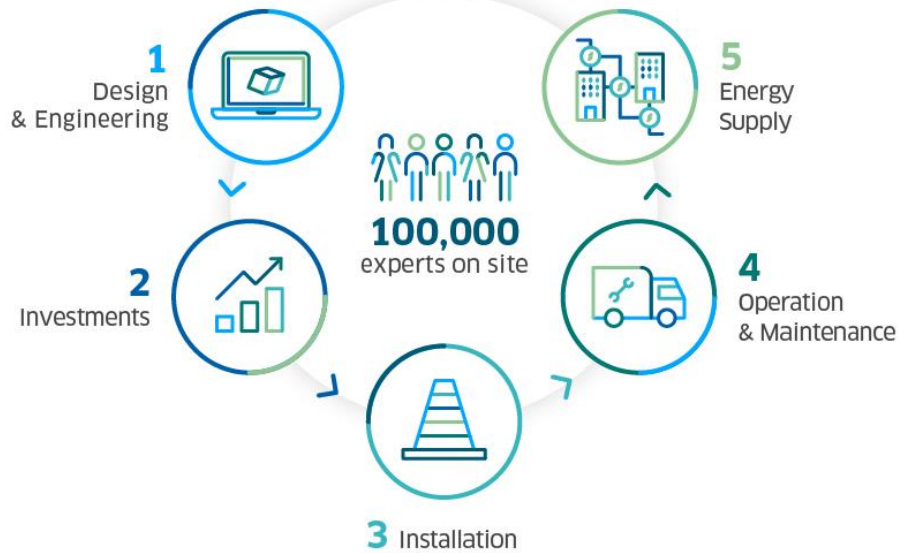 1
Design
& Engineering
5
Energy
Supply
100,000
experts on site
2
Investments
4
Operation
& Maintenance
3 Installation